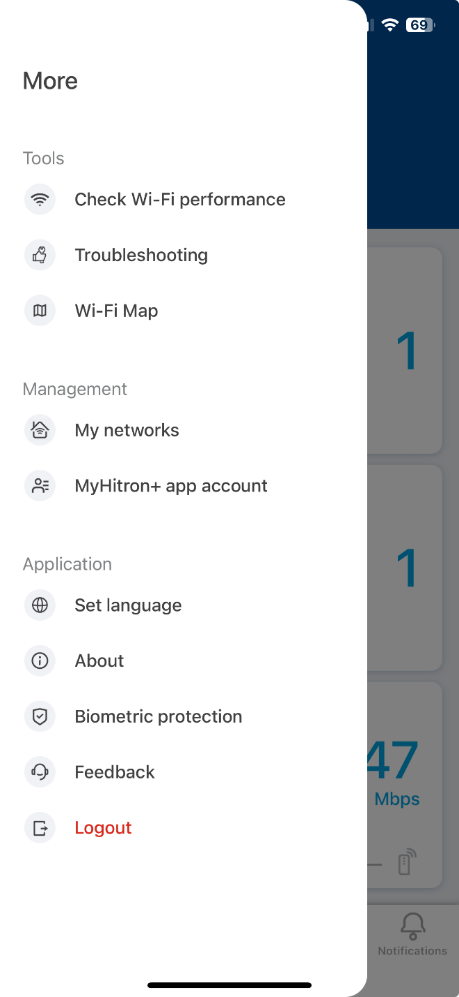 69
More
Tools
Check Wi-Fi performance
Troubleshooting
Wi-Fi Map
1
Management
My networks
MyHitron+ app account
Application
1
Set language
About
Biometric protection
47
Feedback
Mbps
Logout
Notifications